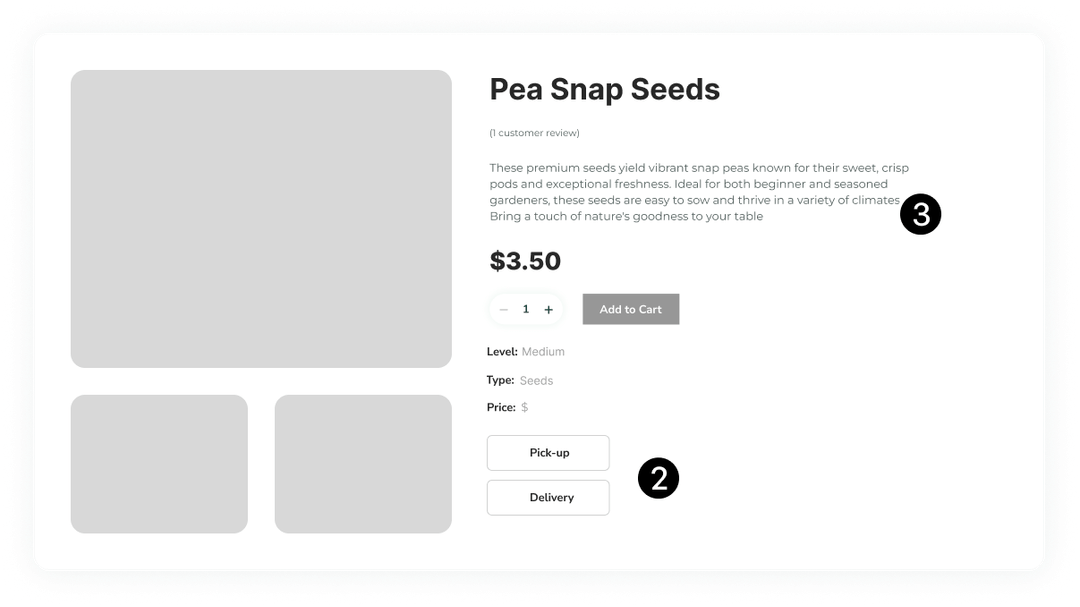 Pea Snap Seeds
(1 customer review)
These premium seeds yield vibrant snap peas known for their sweet, crisp
pods and exceptional freshness. Ideal for both beginner and seasoned
gardeners, these seeds are easy to sow and thrive in a variety of climates
Bring a touch of nature's goodness to your table
3
$3.50
− 1 + Add to Cart
Level: Medium
Type: Seeds
Price: $
Pick-up
2
Delivery